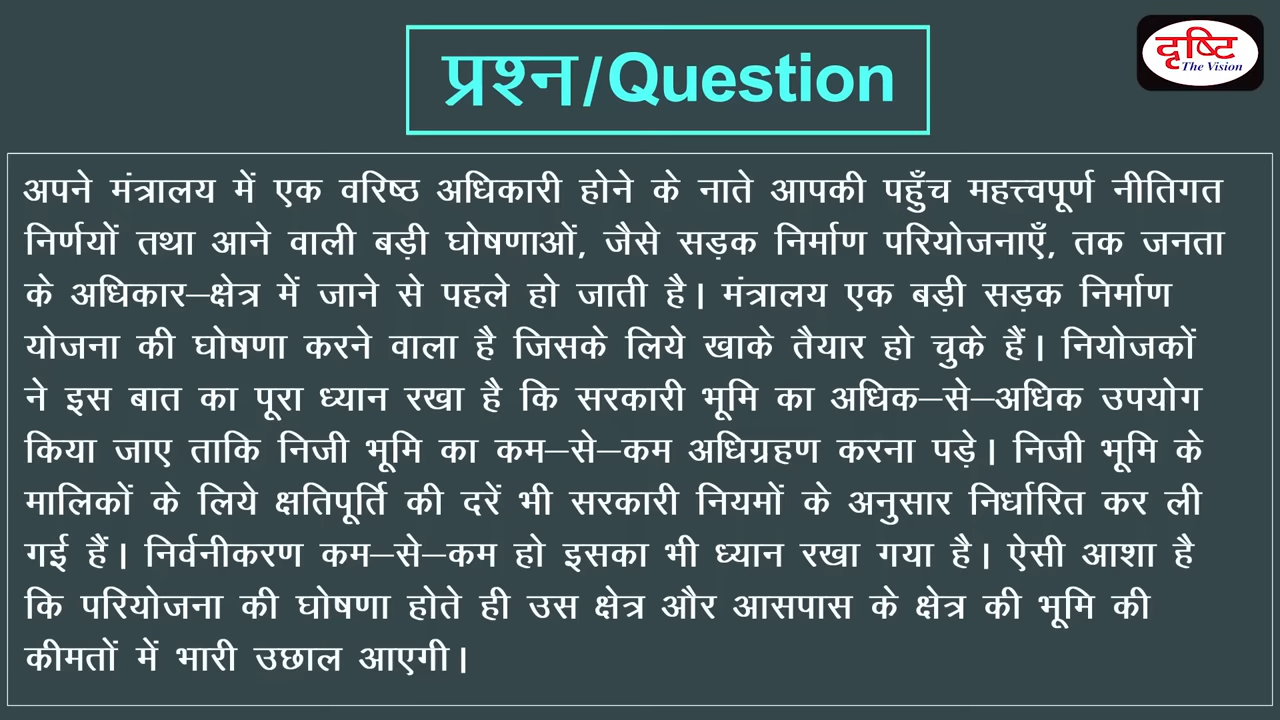 प्रश्न/Question
दृष्टि
The Vision
अपने मंत्रालय में एक वरिष्ठ अधिकारी होने के नाते आपकी पहुँच महत्त्वपूर्ण नीतिगत
निर्णयों तथा आने वाली बड़ी घोषणाओं, जैसे सड़क निर्माण परियोजनाएँ, तक जनता
के अधिकार–क्षेत्र में जाने से पहले हो जाती है। मंत्रालय एक बड़ी सड़क निर्माण
योजना की घोषणा करने वाला है जिसके लिये खाके तैयार हो चुके हैं। नियोजकों
ने इस बात का पूरा ध्यान रखा है कि सरकारी भूमि का अधिक–से–अधिक उपयोग
किया जाए ताकि निजी भूमि का कम–से–कम अधिग्रहण करना पड़े। निजी भूमि के
मालिकों के लिये क्षतिपूर्ति की दरें भी सरकारी नियमों के अनुसार निर्धारित कर ली
गई हैं। निर्वनीकरण कम–से–कम हो इसका भी ध्यान रखा गया है। ऐसी आशा है
कि परियोजना की घोषणा होते ही उस क्षेत्र और आसपास के क्षेत्र की भूमि की
कीमतों में भारी उछाल आएगी।